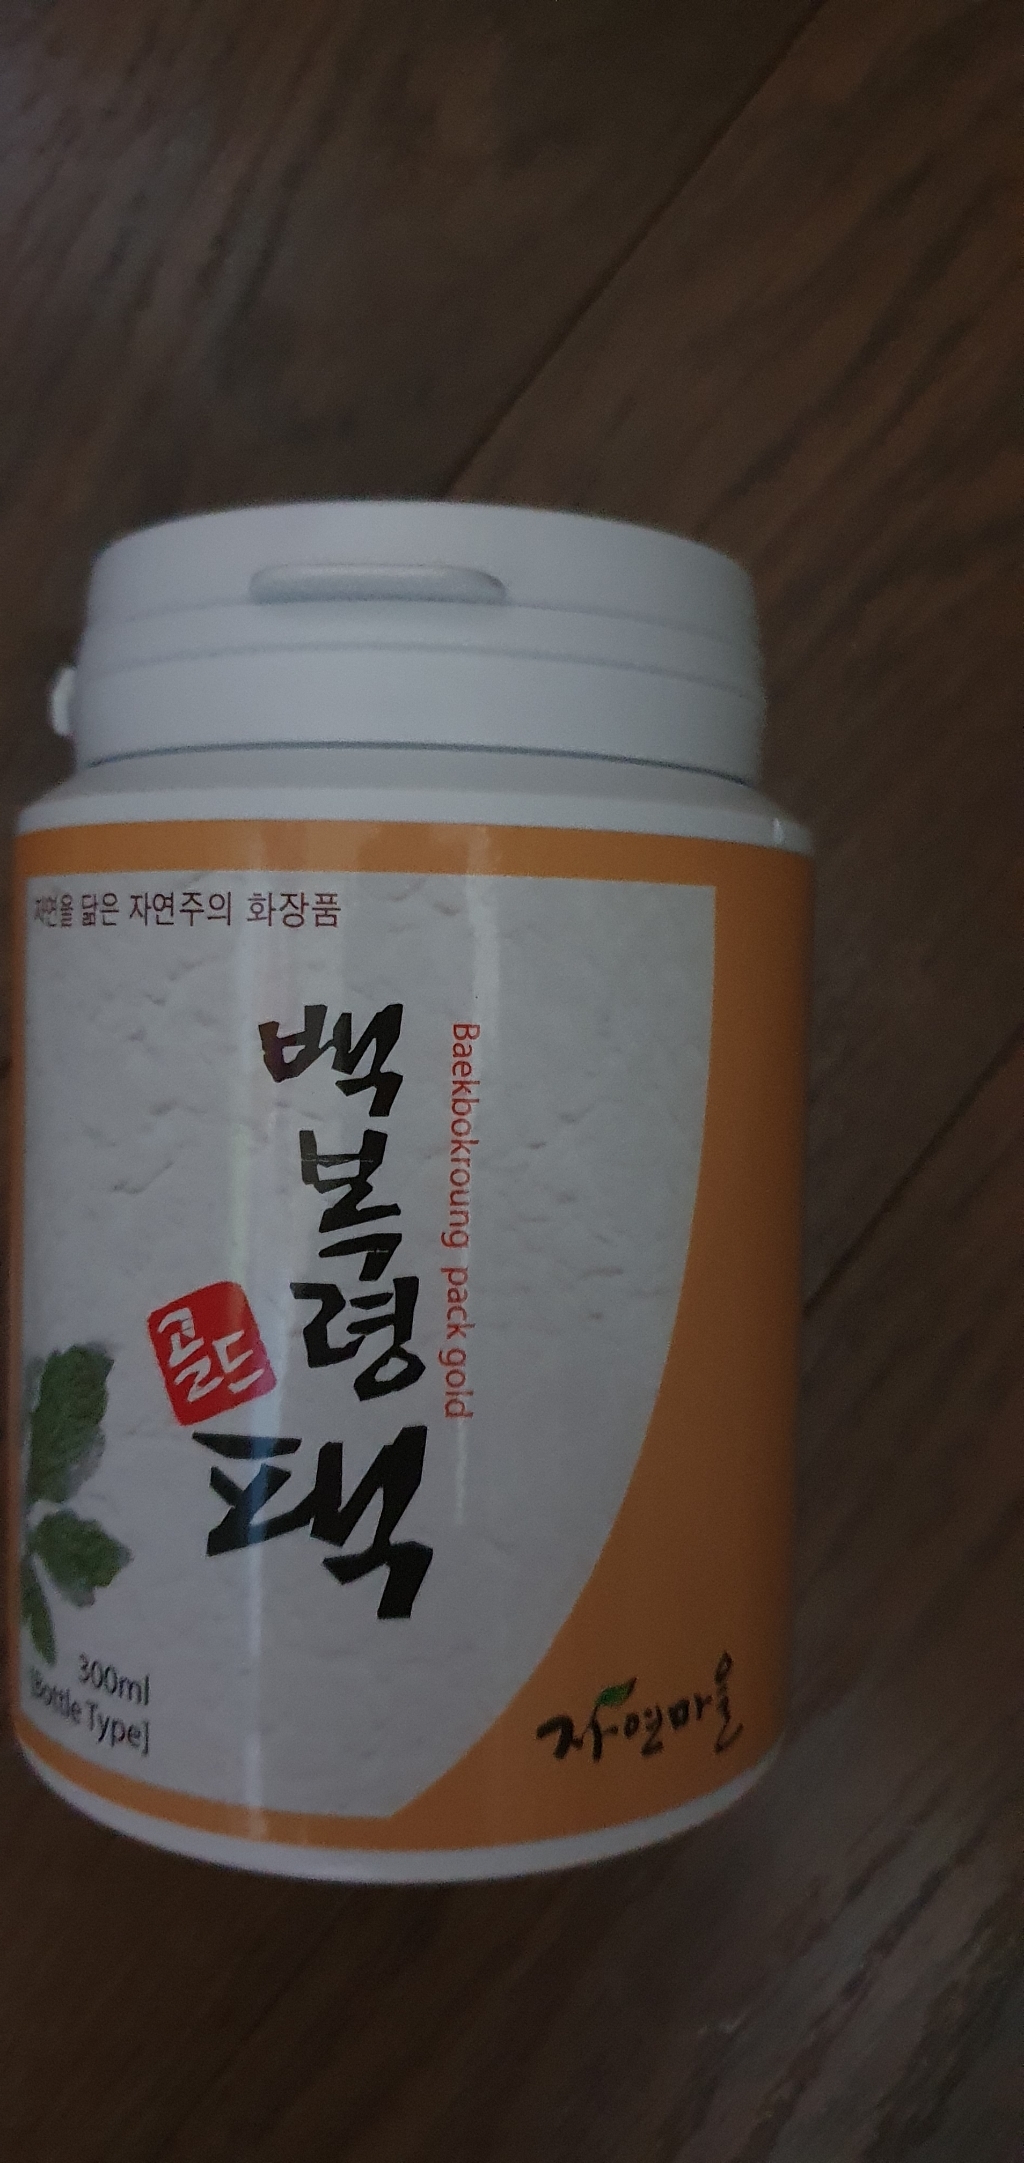 자연을 닮은 자연주의 화장품
백복령팩
골드
Baekbokroung pack gold
300ml
[Bottle Type]
자연마을